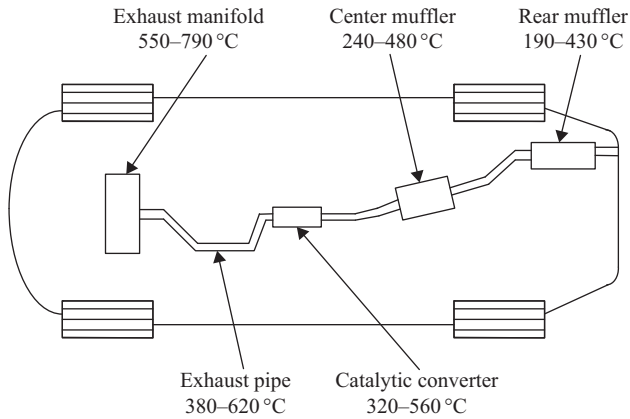 Exhaust manifold
550–790 °C
Center muffler
240–480 °C
Rear muffler
190–430 °C
Exhaust pipe
380–620 °C
Catalytic converter
320–560 °C